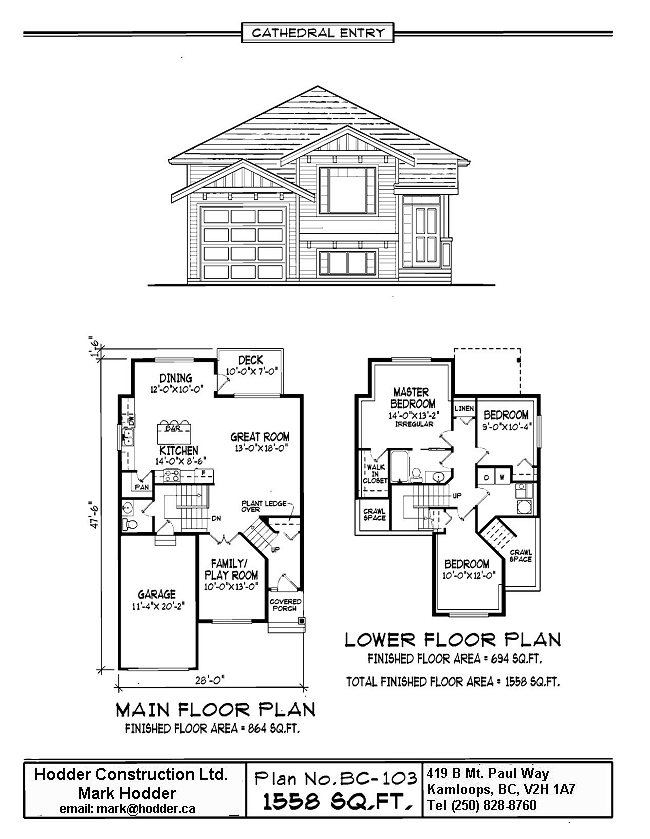 CATHEDRAL ENTRY
1'-6"
47'-6"
DECK
10'-0"X 7'-0"
DINING
12'-0"X10'-0"
BAR
KITCHEN
14'-0"X 8'-6"
GREAT ROOM
13'-0"X18'-0"
F
PAN
DN
PLANT LEDGE
OVER
UP
FAMILY/
PLAY ROOM
10'-0"X13'-0"
GARAGE
11'-4"X 20'-2"
COVERED
PORCH
28'-0"
MAIN FLOOR PLAN
FINISHED FLOOR AREA = 864 SQ.FT.
MASTER
BEDROOM
14'-0"X13'-2"
IRREGULAR
LINEN
BEDROOM
9'-0"X10'-4"
WALK
IN
CLOSET
D
W
UP
CRAWL
SPACE
CRAWL
SPACE
BEDROOM
10'-0"X12'-0"
LOWER FLOOR PLAN
FINISHED FLOOR AREA = 694 SQ.FT.
TOTAL FINISHED FLOOR AREA = 1558 SQ.FT.
Hodder Construction Ltd.
Mark Hodder
email: mark@hodder.ca
Plan No. BC-103
1558 SQ.FT.
419 B Mt. Paul Way
Kamloops, BC, V2H 1A7
Tel (250) 828-8760